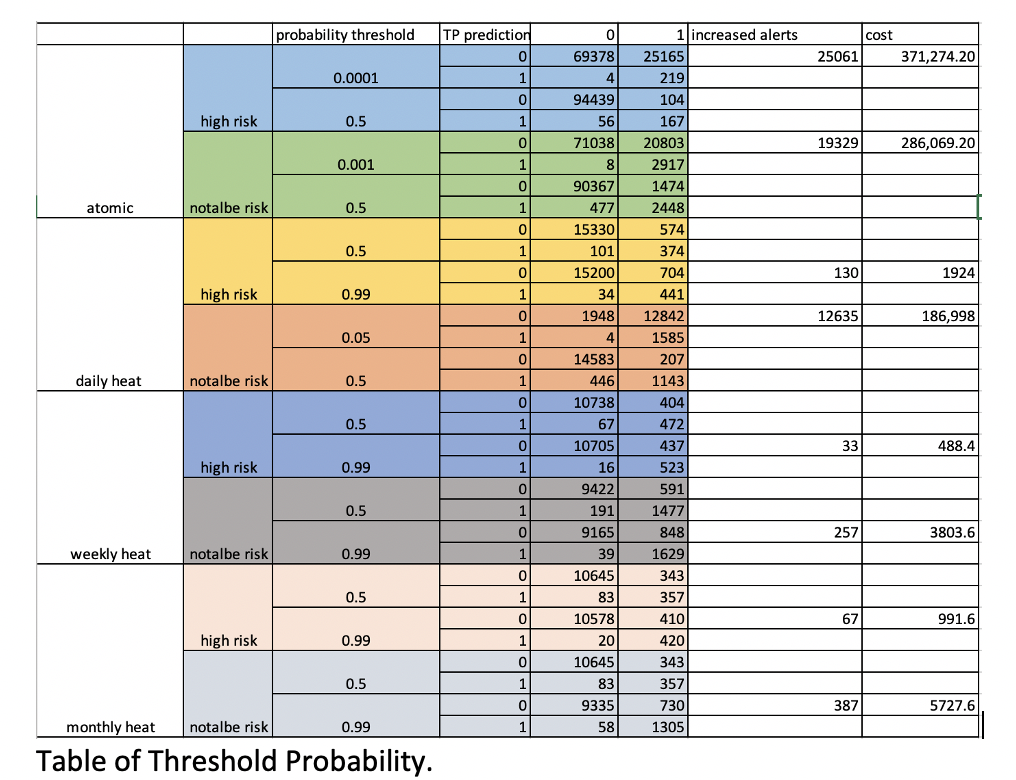 probability threshold TP prediction 0 1 increased alerts cost
0 69378 25165 25061 371,274.20
0.0001 1 4 219
0 94439 104
high risk 0.5 1 56 167
0 71038 20803 19329 286,069.20
0.001 1 8 2917
0 90367 1474
atomic notalbe risk 0.5 1 477 2448
0 15330 574
0.5 1 101 374
0 15200 704 130 1924
high risk 0.99 1 34 441
0 1948 12842 12635 186,998
0.05 1 4 1585
0 14583 207
daily heat notalbe risk 0.5 1 446 1143
0 10738 404
0.5 1 67 472
0 10705 437 33 488.4
high risk 0.99 1 16 523
0 9422 591
0.5 1 191 1477
0 9165 848 257 3803.6
weekly heat notalbe risk 0.99 1 39 1629
0 10645 343
0.5 1 83 357
0 10578 410 67 991.6
high risk 0.99 1 20 420
0 10645 343
0.5 1 83 357
0 9335 730 387 5727.6
monthly heat notalbe risk 0.99 1 58 1305
Table of Threshold Probability.